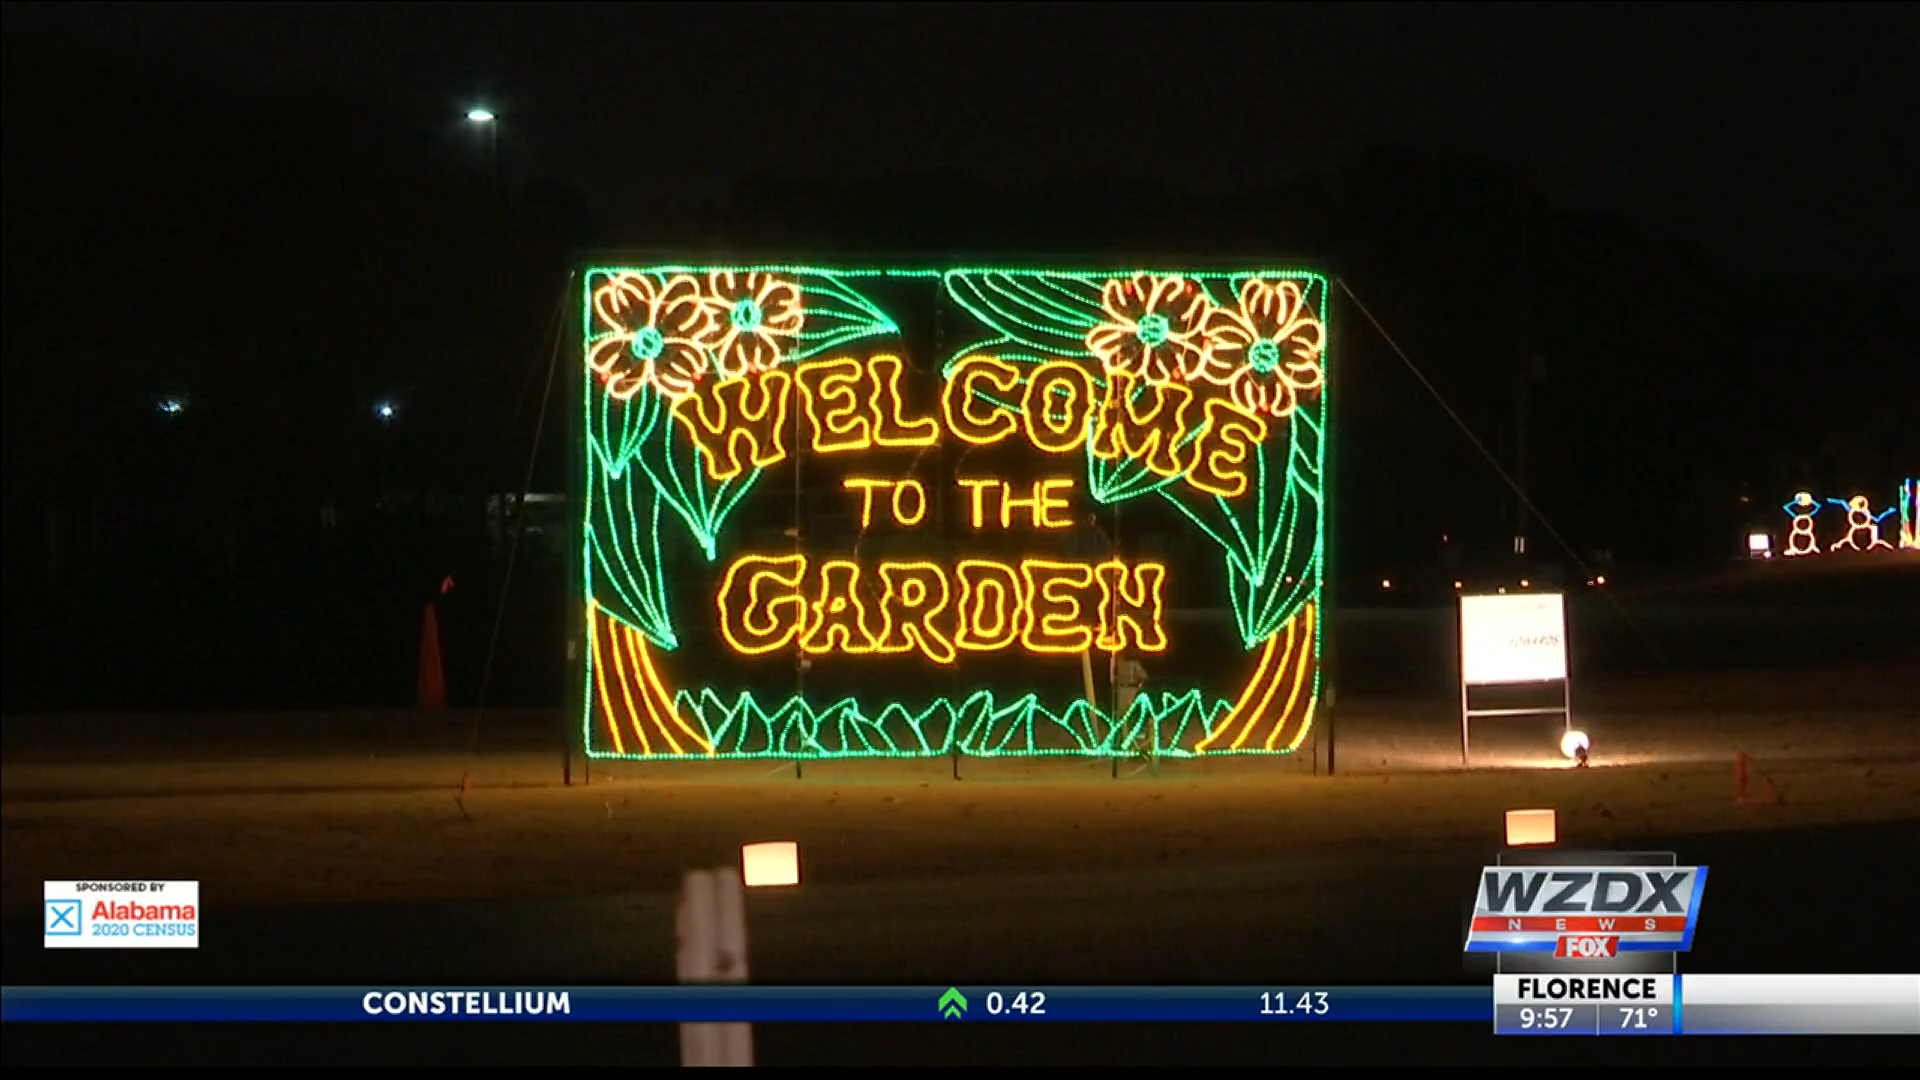 WELCOME
TO THE
GARDEN
EDWARDS
SPONSORED BY
Alabama
2020 CENSUS
WZDX
NEWS
FOX
CONSTELLIUM 0.42 11.43
FLORENCE
9:57 71°